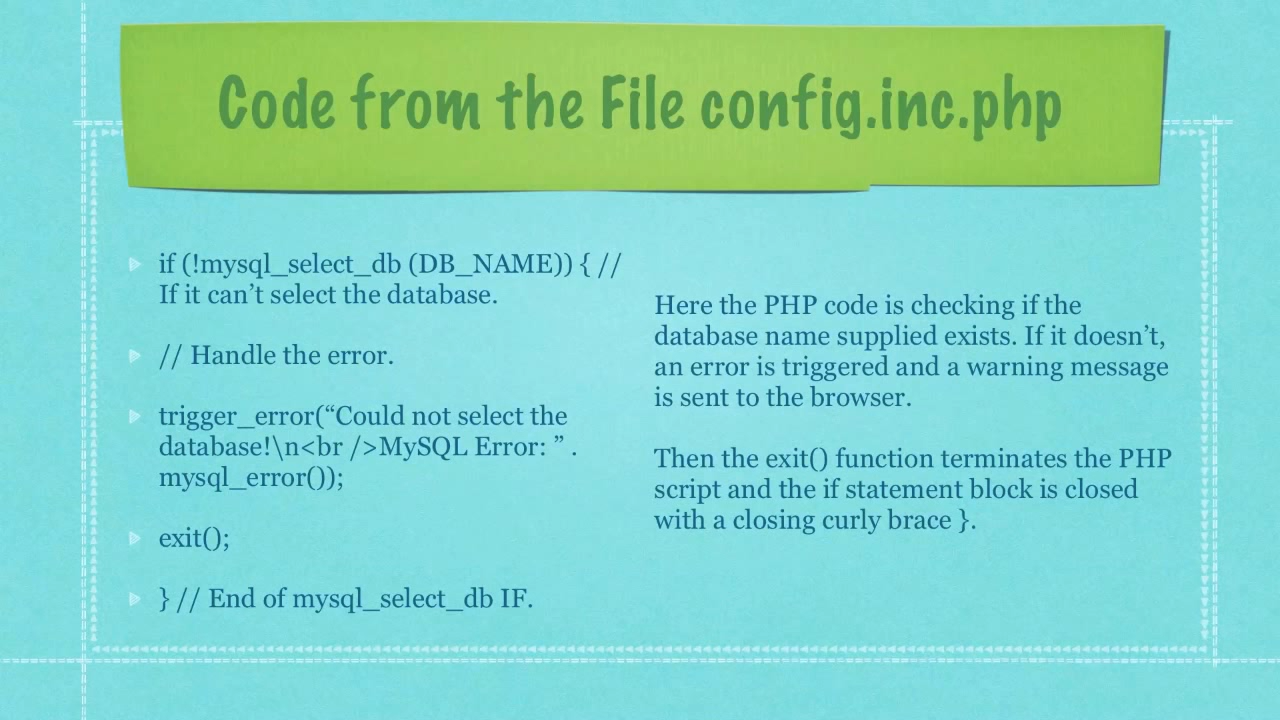 Code from the File config.inc.php
if (!mysql_select_db (DB_NAME)) { //
If it can’t select the database.
// Handle the error.
trigger_error(“Could not select the
database!\n<br />MySQL Error: ” .
mysql_error());
exit();
} // End of mysql_select_db IF.
Here the PHP code is checking if the
database name supplied exists. If it doesn’t,
an error is triggered and a warning message
is sent to the browser.
Then the exit() function terminates the PHP
script and the if statement block is closed
with a closing curly brace }.